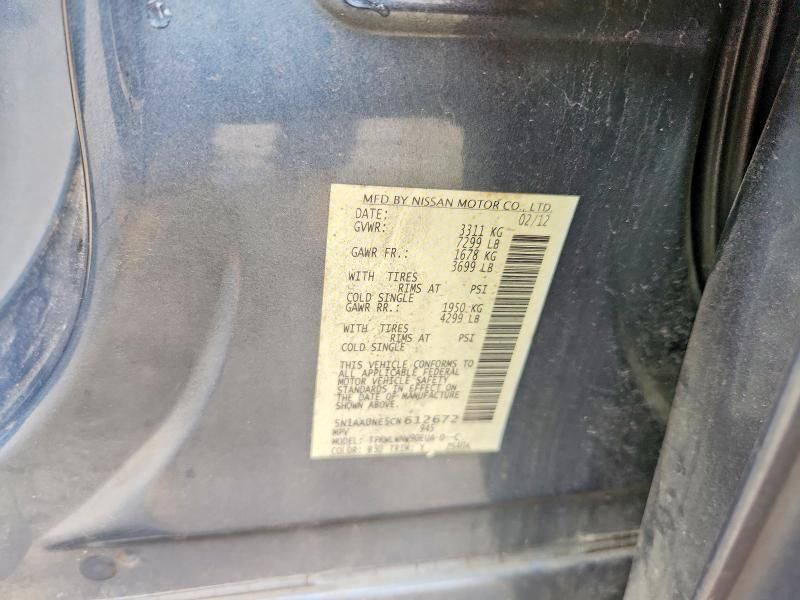 MFD BY NISSAN MOTOR CO., LTD.
DATE: 02/12
GVWR: 3311 KG
7299 LB
GAWR FR.: 1678 KG
3699 LB
WITH TIRES
RIMS AT PSI
COLD SINGLE
GAWR RR.: 1950 KG
4299 LB
WITH TIRES
RIMS AT PSI
COLD SINGLE
THIS VEHICLE CONFORMS TO
ALL APPLICABLE FEDERAL
MOTOR VEHICLE SAFETY
STANDARDS IN EFFECT ON
THE DATE OF MANUFACTURE
SHOWN ABOVE.
5N1AA0NE5CN612672
MPV 945
MODEL:
COLOR: TRIM: